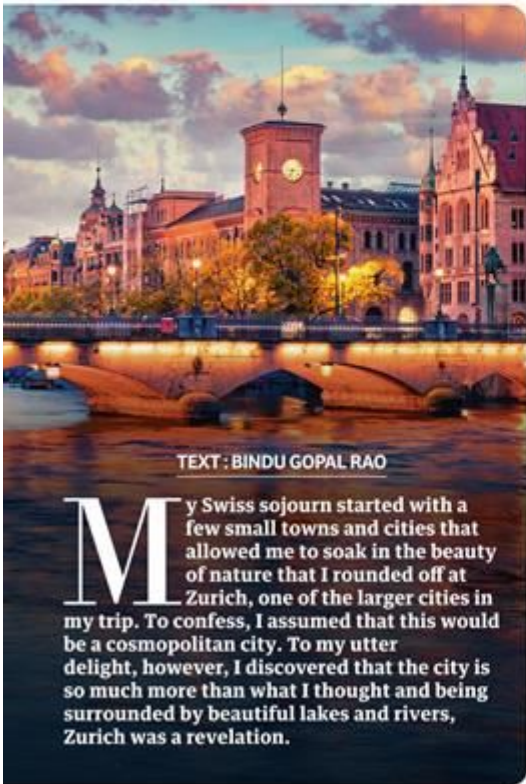 TEXT : BINDU GOPAL RAO
My Swiss sojourn started with a
few small towns and cities that
allowed me to soak in the beauty
of nature that I rounded off at
Zurich, one of the larger cities in
my trip. To confess, I assumed that this would
be a cosmopolitan city. To my utter
delight, however, I discovered that the city is
so much more than what I thought and being
surrounded by beautiful lakes and rivers,
Zurich was a revelation.